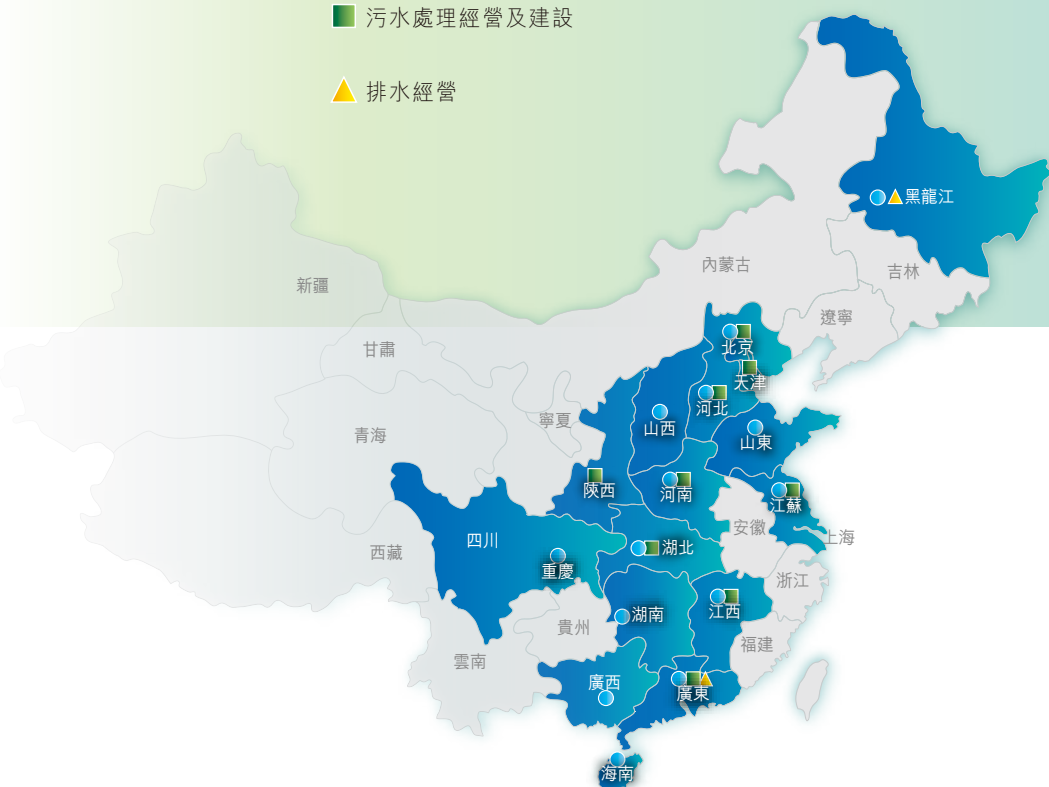 污水處理經營及建設
排水經營
黑龍江
內蒙古
吉林
新疆
遼寧
北京
甘肅
天津
河北
寧夏
山西
青海
山東
陝西
河南
江蘇
安徽
四川
上海
湖北
西藏
重慶
浙江
江西
湖南
貴州
福建
雲南
廣西
廣東
海南